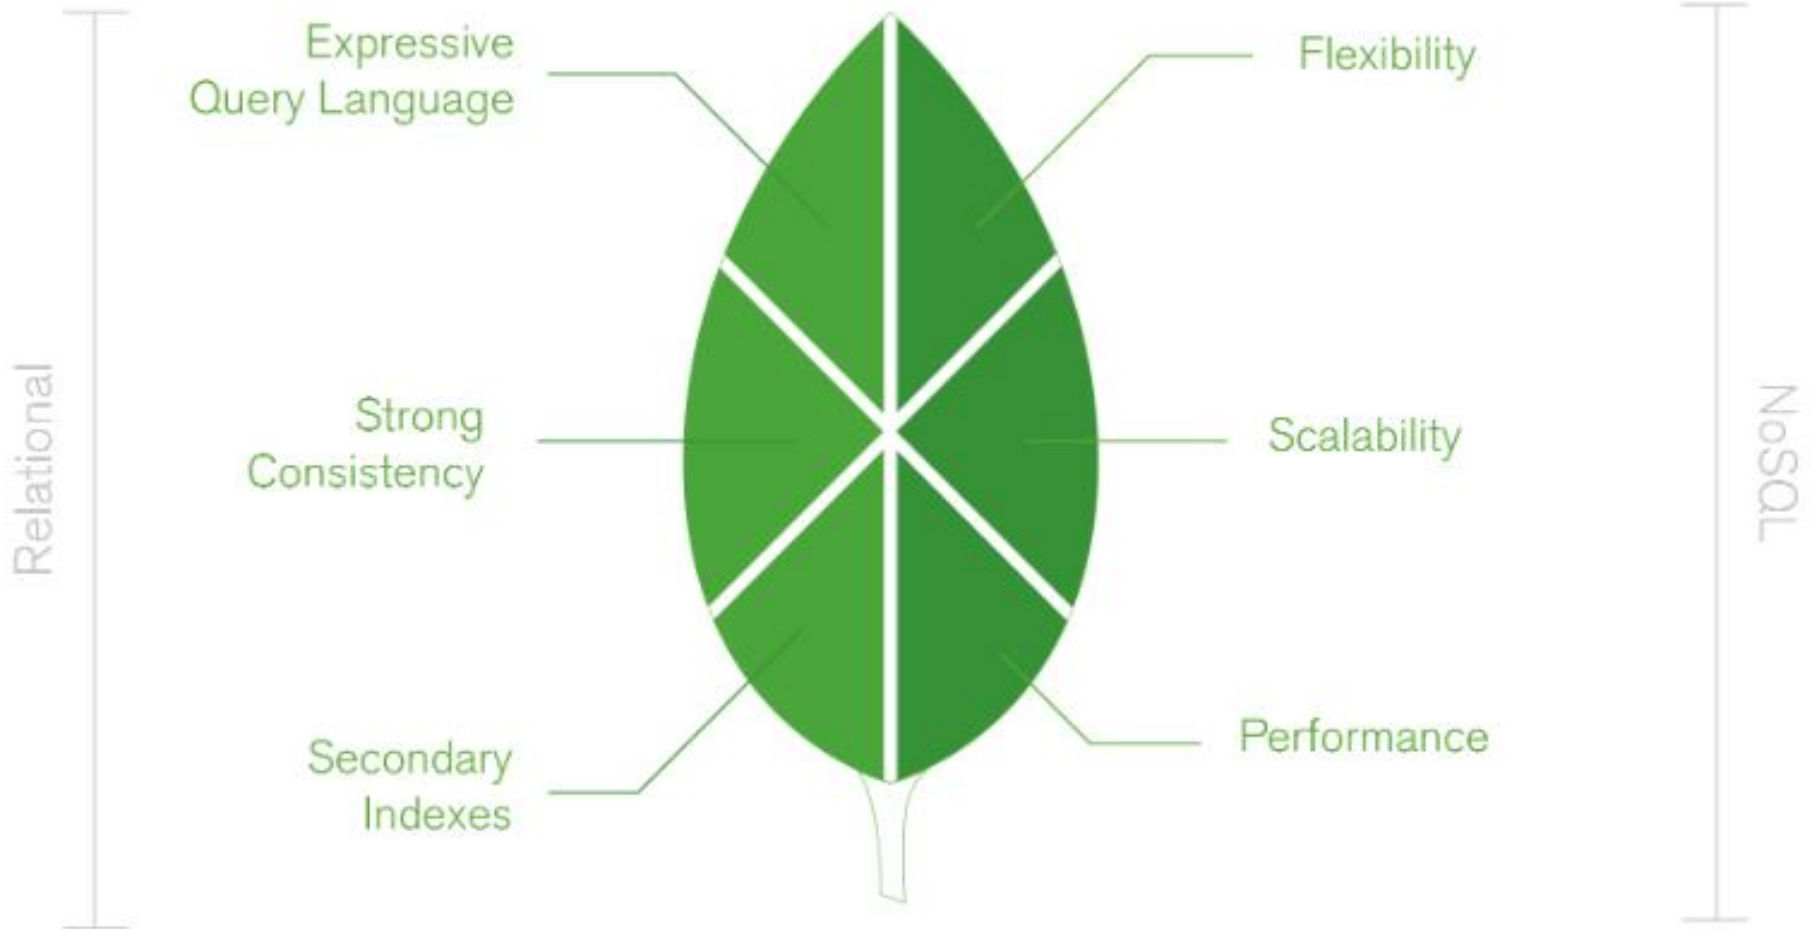 Relational
Expressive
Query Language
Strong
Consistency
Secondary
Indexes
Flexibility
Scalability
Performance
NoSQL